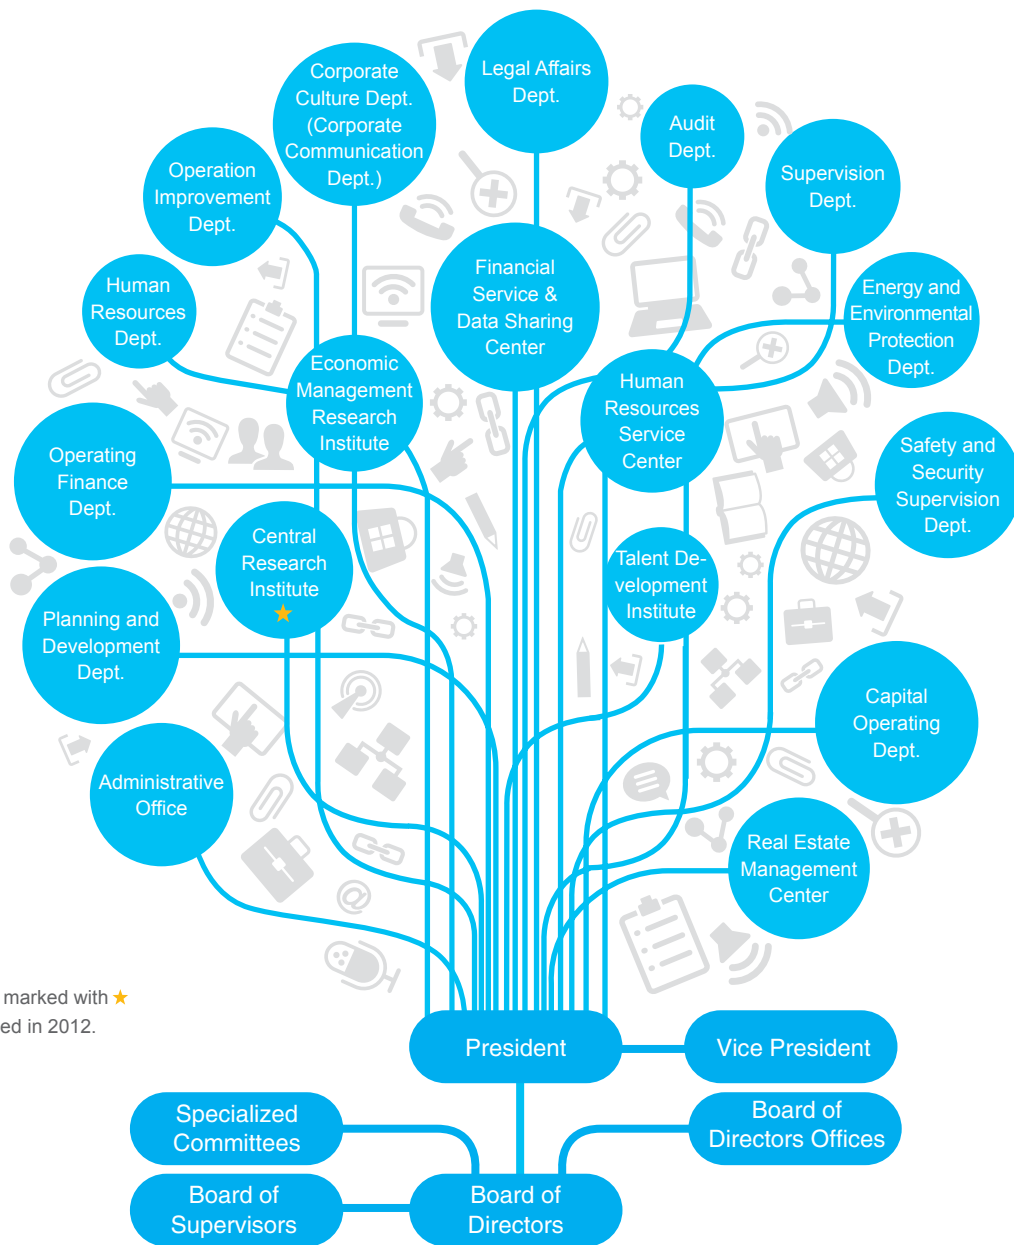 Legal Affairs
Dept.
Corporate
Culture Dept.
(Corporate
Communication
Dept.)
Audit
Dept.
Operation
Improvement
Dept.
Supervision
Dept.
Financial
Service &
Data Sharing
Center
Human
Resources
Dept.
Energy and
Environmental
Protection
Dept.
Economic
Management
Research
Institute
Human
Resources
Service
Center
Operating
Finance
Dept.
Safety and
Security
Supervision
Dept.
Central
Research
Institute
★
Talent De-
velopment
Institute
Planning and
Development
Dept.
Capital
Operating
Dept.
Administrative
Office
Real Estate
Management
Center
@
marked with ★
ed in 2012.
President
Vice President
Specialized
Committees
Board of
Directors Offices
Board of
Supervisors
Board of
Directors